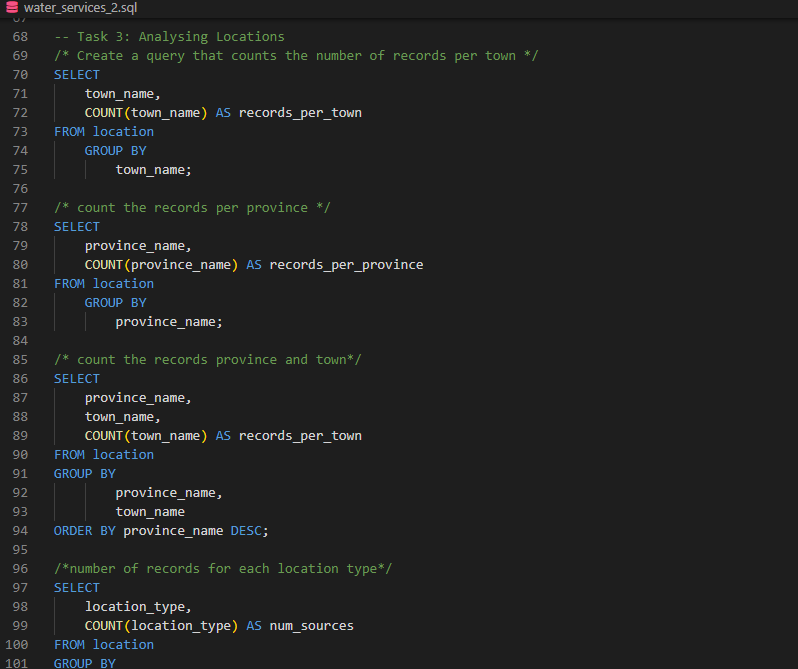 water_services_2.sql
67
68 -- Task 3: Analysing Locations
69 /* Create a query that counts the number of records per town */
70 SELECT
71 town_name,
72 COUNT(town_name) AS records_per_town
73 FROM location
74 GROUP BY
75 town_name;
76
77 /* count the records per province */
78 SELECT
79 province_name,
80 COUNT(province_name) AS records_per_province
81 FROM location
82 GROUP BY
83 province_name;
84
85 /* count the records province and town*/
86 SELECT
87 province_name,
88 town_name,
89 COUNT(town_name) AS records_per_town
90 FROM location
91 GROUP BY
92 province_name,
93 town_name
94 ORDER BY province_name DESC;
95
96 /*number of records for each location type*/
97 SELECT
98 location_type,
99 COUNT(location_type) AS num_sources
100 FROM location
101 GROUP BY